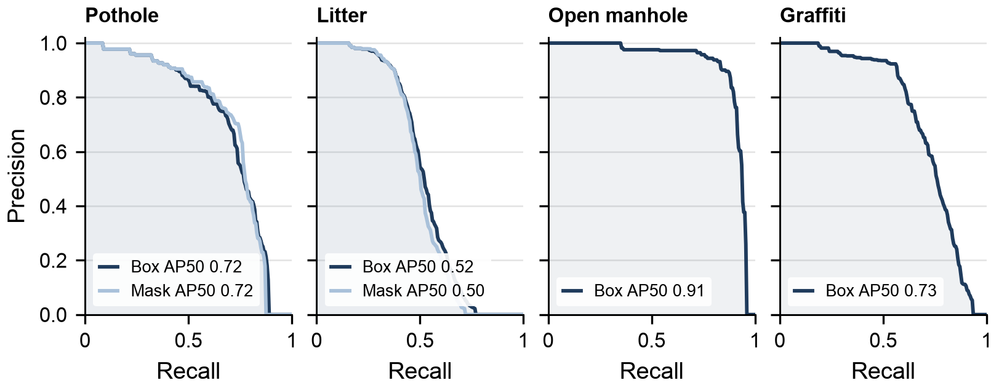 Pothole
Litter
Open manhole
Graffiti
Precision
1.0
0.8
0.6
0.4
0.2
0.0
Box AP50 0.72
Mask AP50 0.72
Box AP50 0.52
Mask AP50 0.50
Box AP50 0.91
Box AP50 0.73
0 0.5 1
0 0.5 1
0 0.5 1
0 0.5 1
Recall
Recall
Recall
Recall